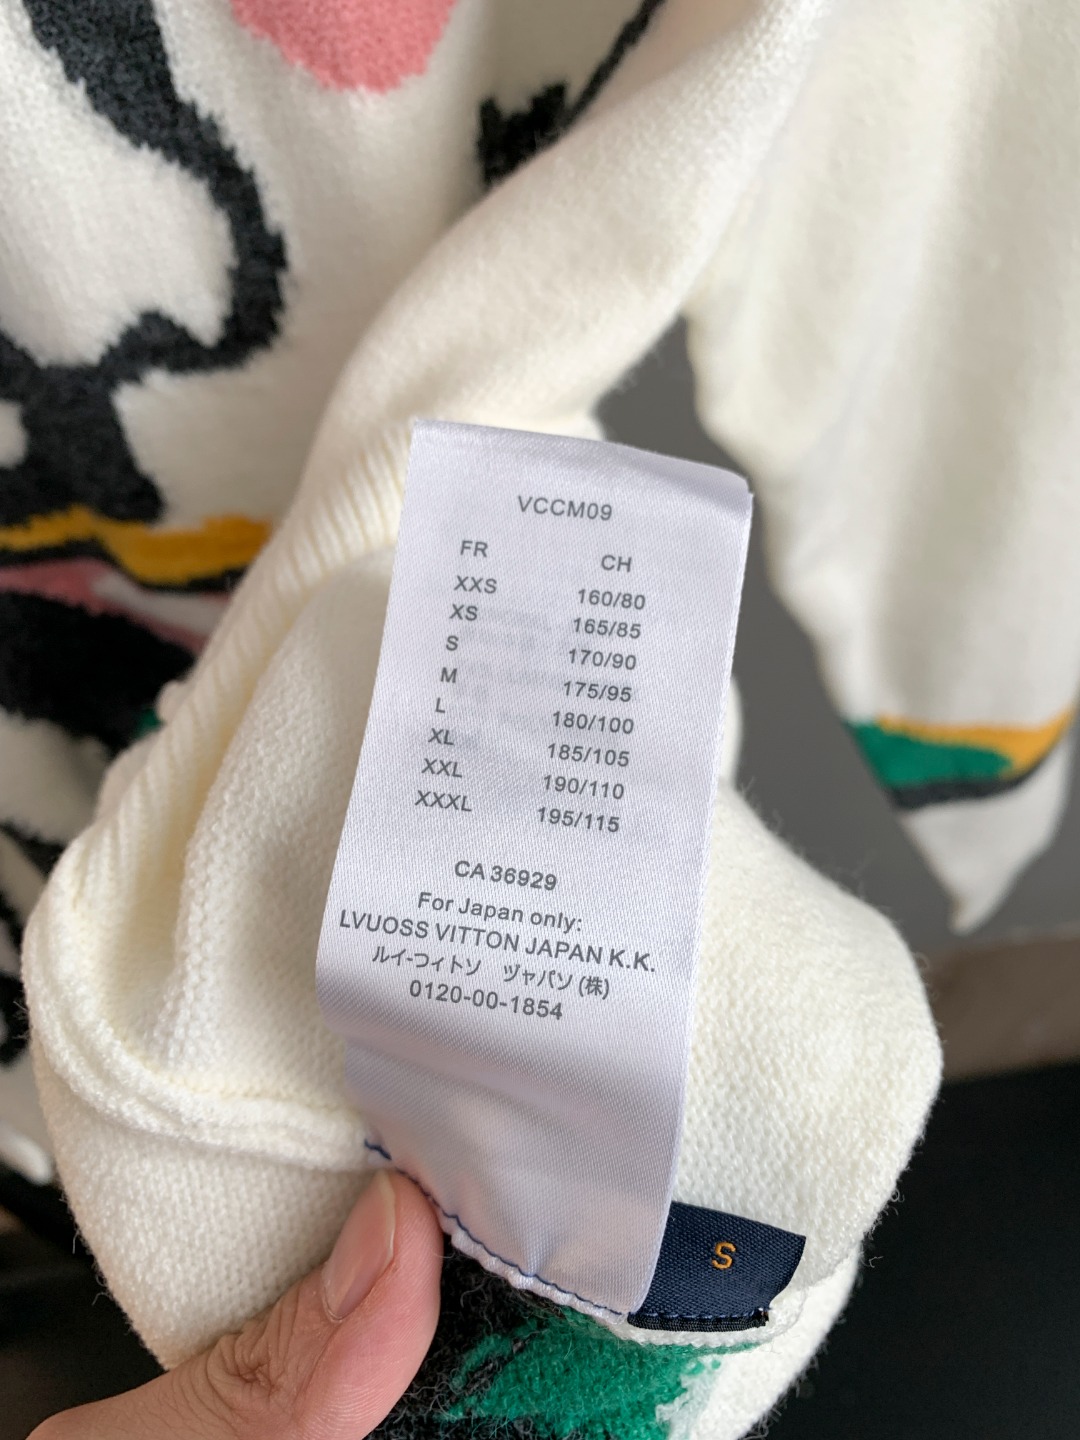 VCCM09
FR CH
XXS 160/80
XS 165/85
S 170/90
M 175/95
L 180/100
XL 185/105
XXL 190/110
XXXL 195/115
CA 36929
For Japan only:
LVUOSS VITTON JAPAN K.K.
ルイ-フィトソ ヅャパソ (株)
0120-00-1854
S